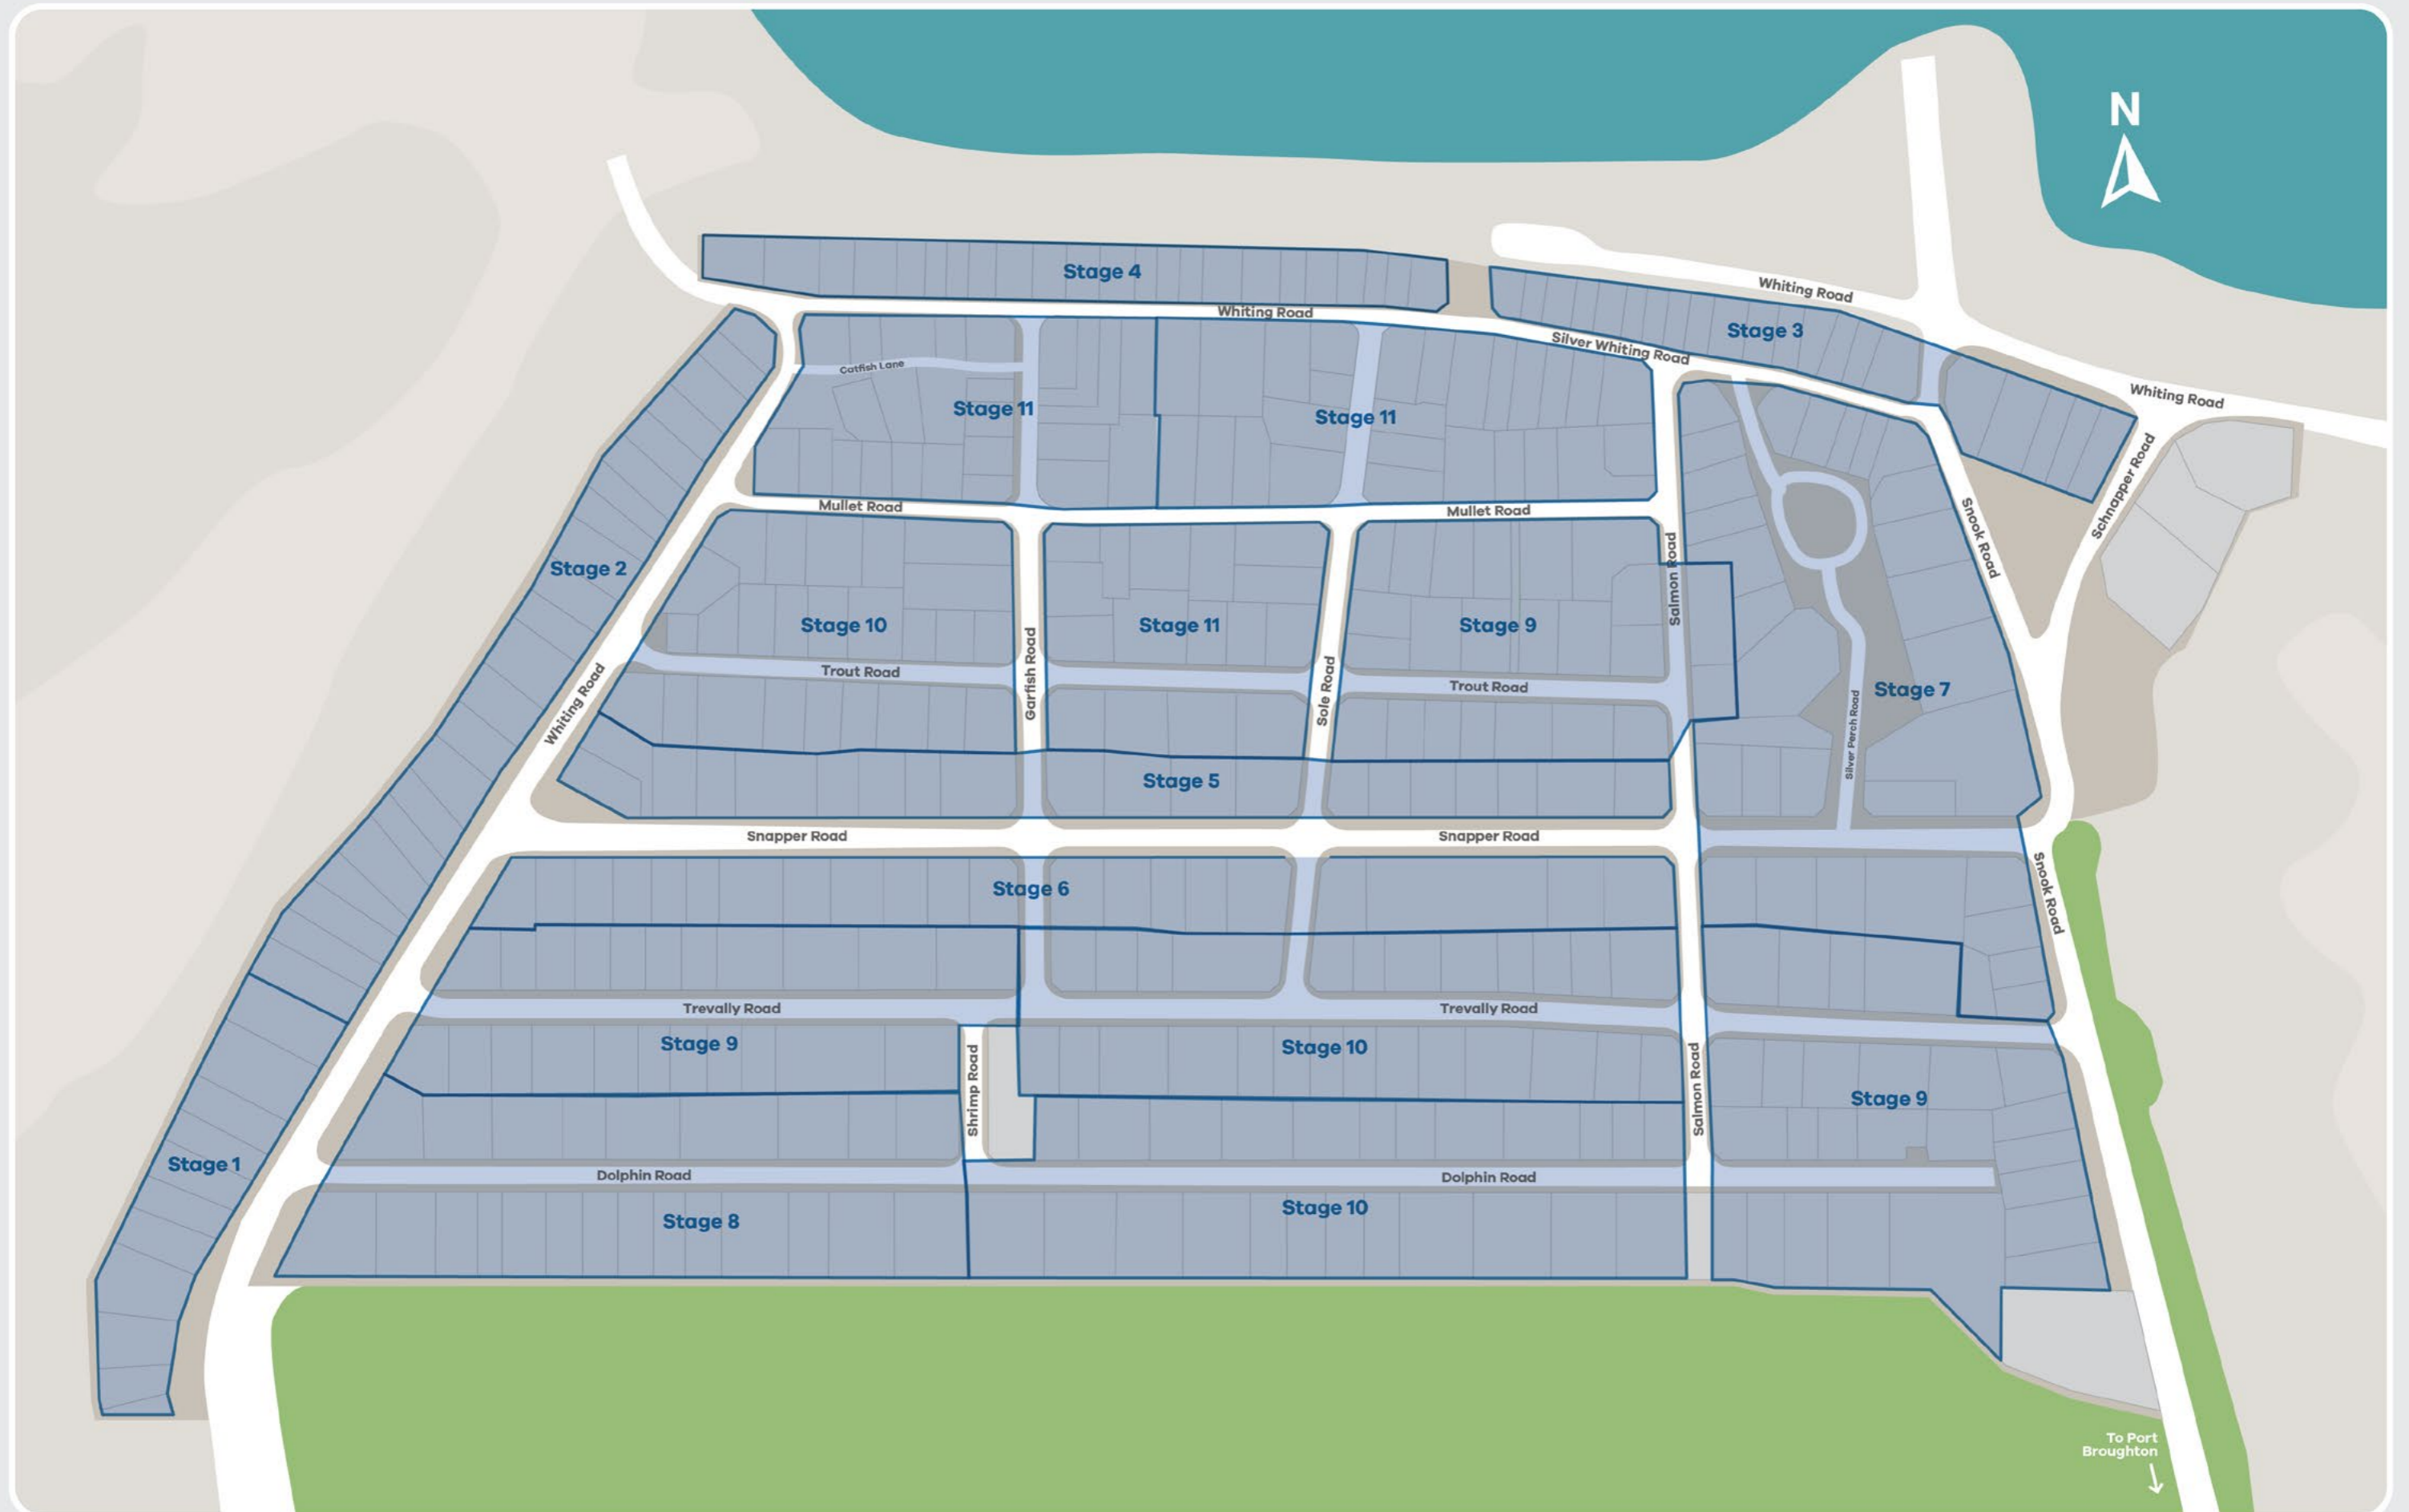 N
Stage 4
Whiting Road
Whiting Road
Stage 3
Silver Whiting Road
Catfish Lane
Whiting Road
Stage 11
Stage 11
Schnapper Road
Mullet Road
Mullet Road
Snook Road
Stage 2
Salmon Road
Stage 10
Stage 11
Stage 9
Garfish Road
Trout Road
Sole Road
Trout Road
Stage 7
Whiting Road
Silver Perch Road
Stage 5
Snapper Road
Snapper Road
Stage 6
Snook Road
Trevally Road
Trevally Road
Stage 9
Stage 10
Shrimp Road
Salmon Road
Stage 9
Stage 1
Dolphin Road
Dolphin Road
Stage 8
Stage 10
To Port
Broughton